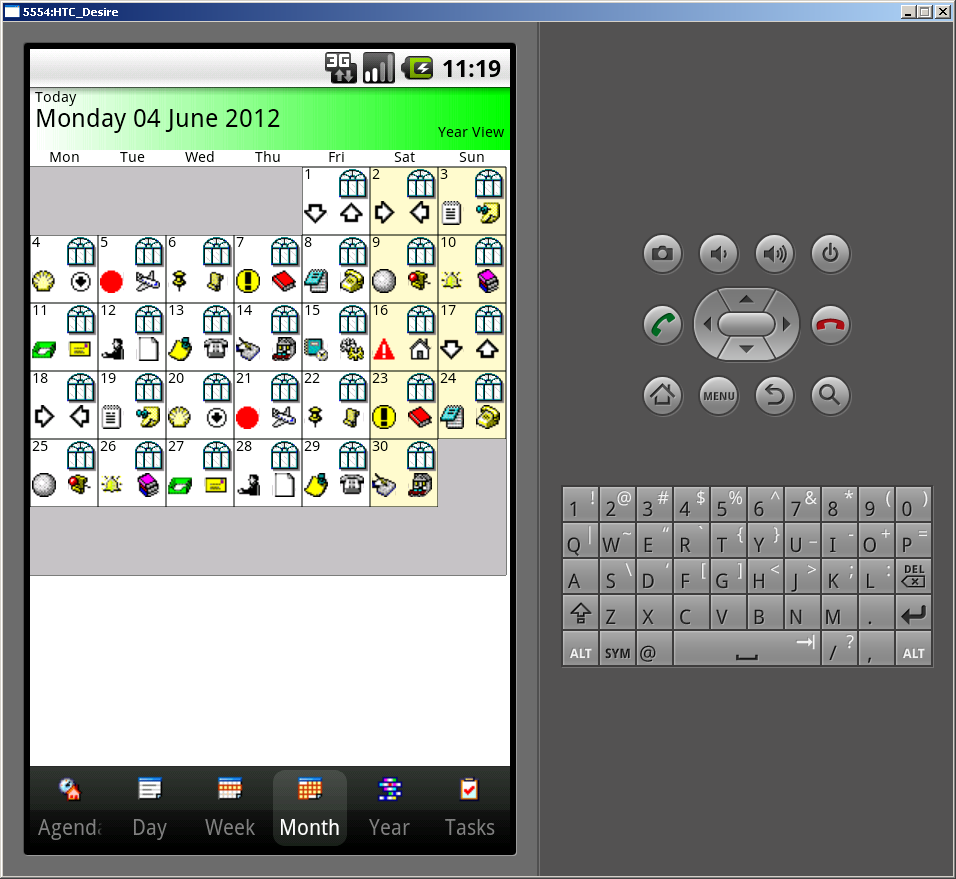 5554:HTC_Desire
3G 11:19
Today
Monday 04 June 2012
Year View
Mon Tue Wed Thu Fri Sat Sun
1 2 3
4 5 6 7 8 9 10
11 12 13 14 15 16 17
18 19 20 21 22 23 24
25 26 27 28 29 30
Agenda Day Week Month Year Tasks
MENU
1 ! 2 @ 3 # 4 $ 5 % 6 ^ 7 & 8 * 9 ( 0 )
Q | W ~ E “ R ` T { Y } U _ I - O + P =
A S \ D ‘ F [ G ] H < J > K ; L : DEL
Z X C V B N M .
ALT SYM @ / ? , ALT